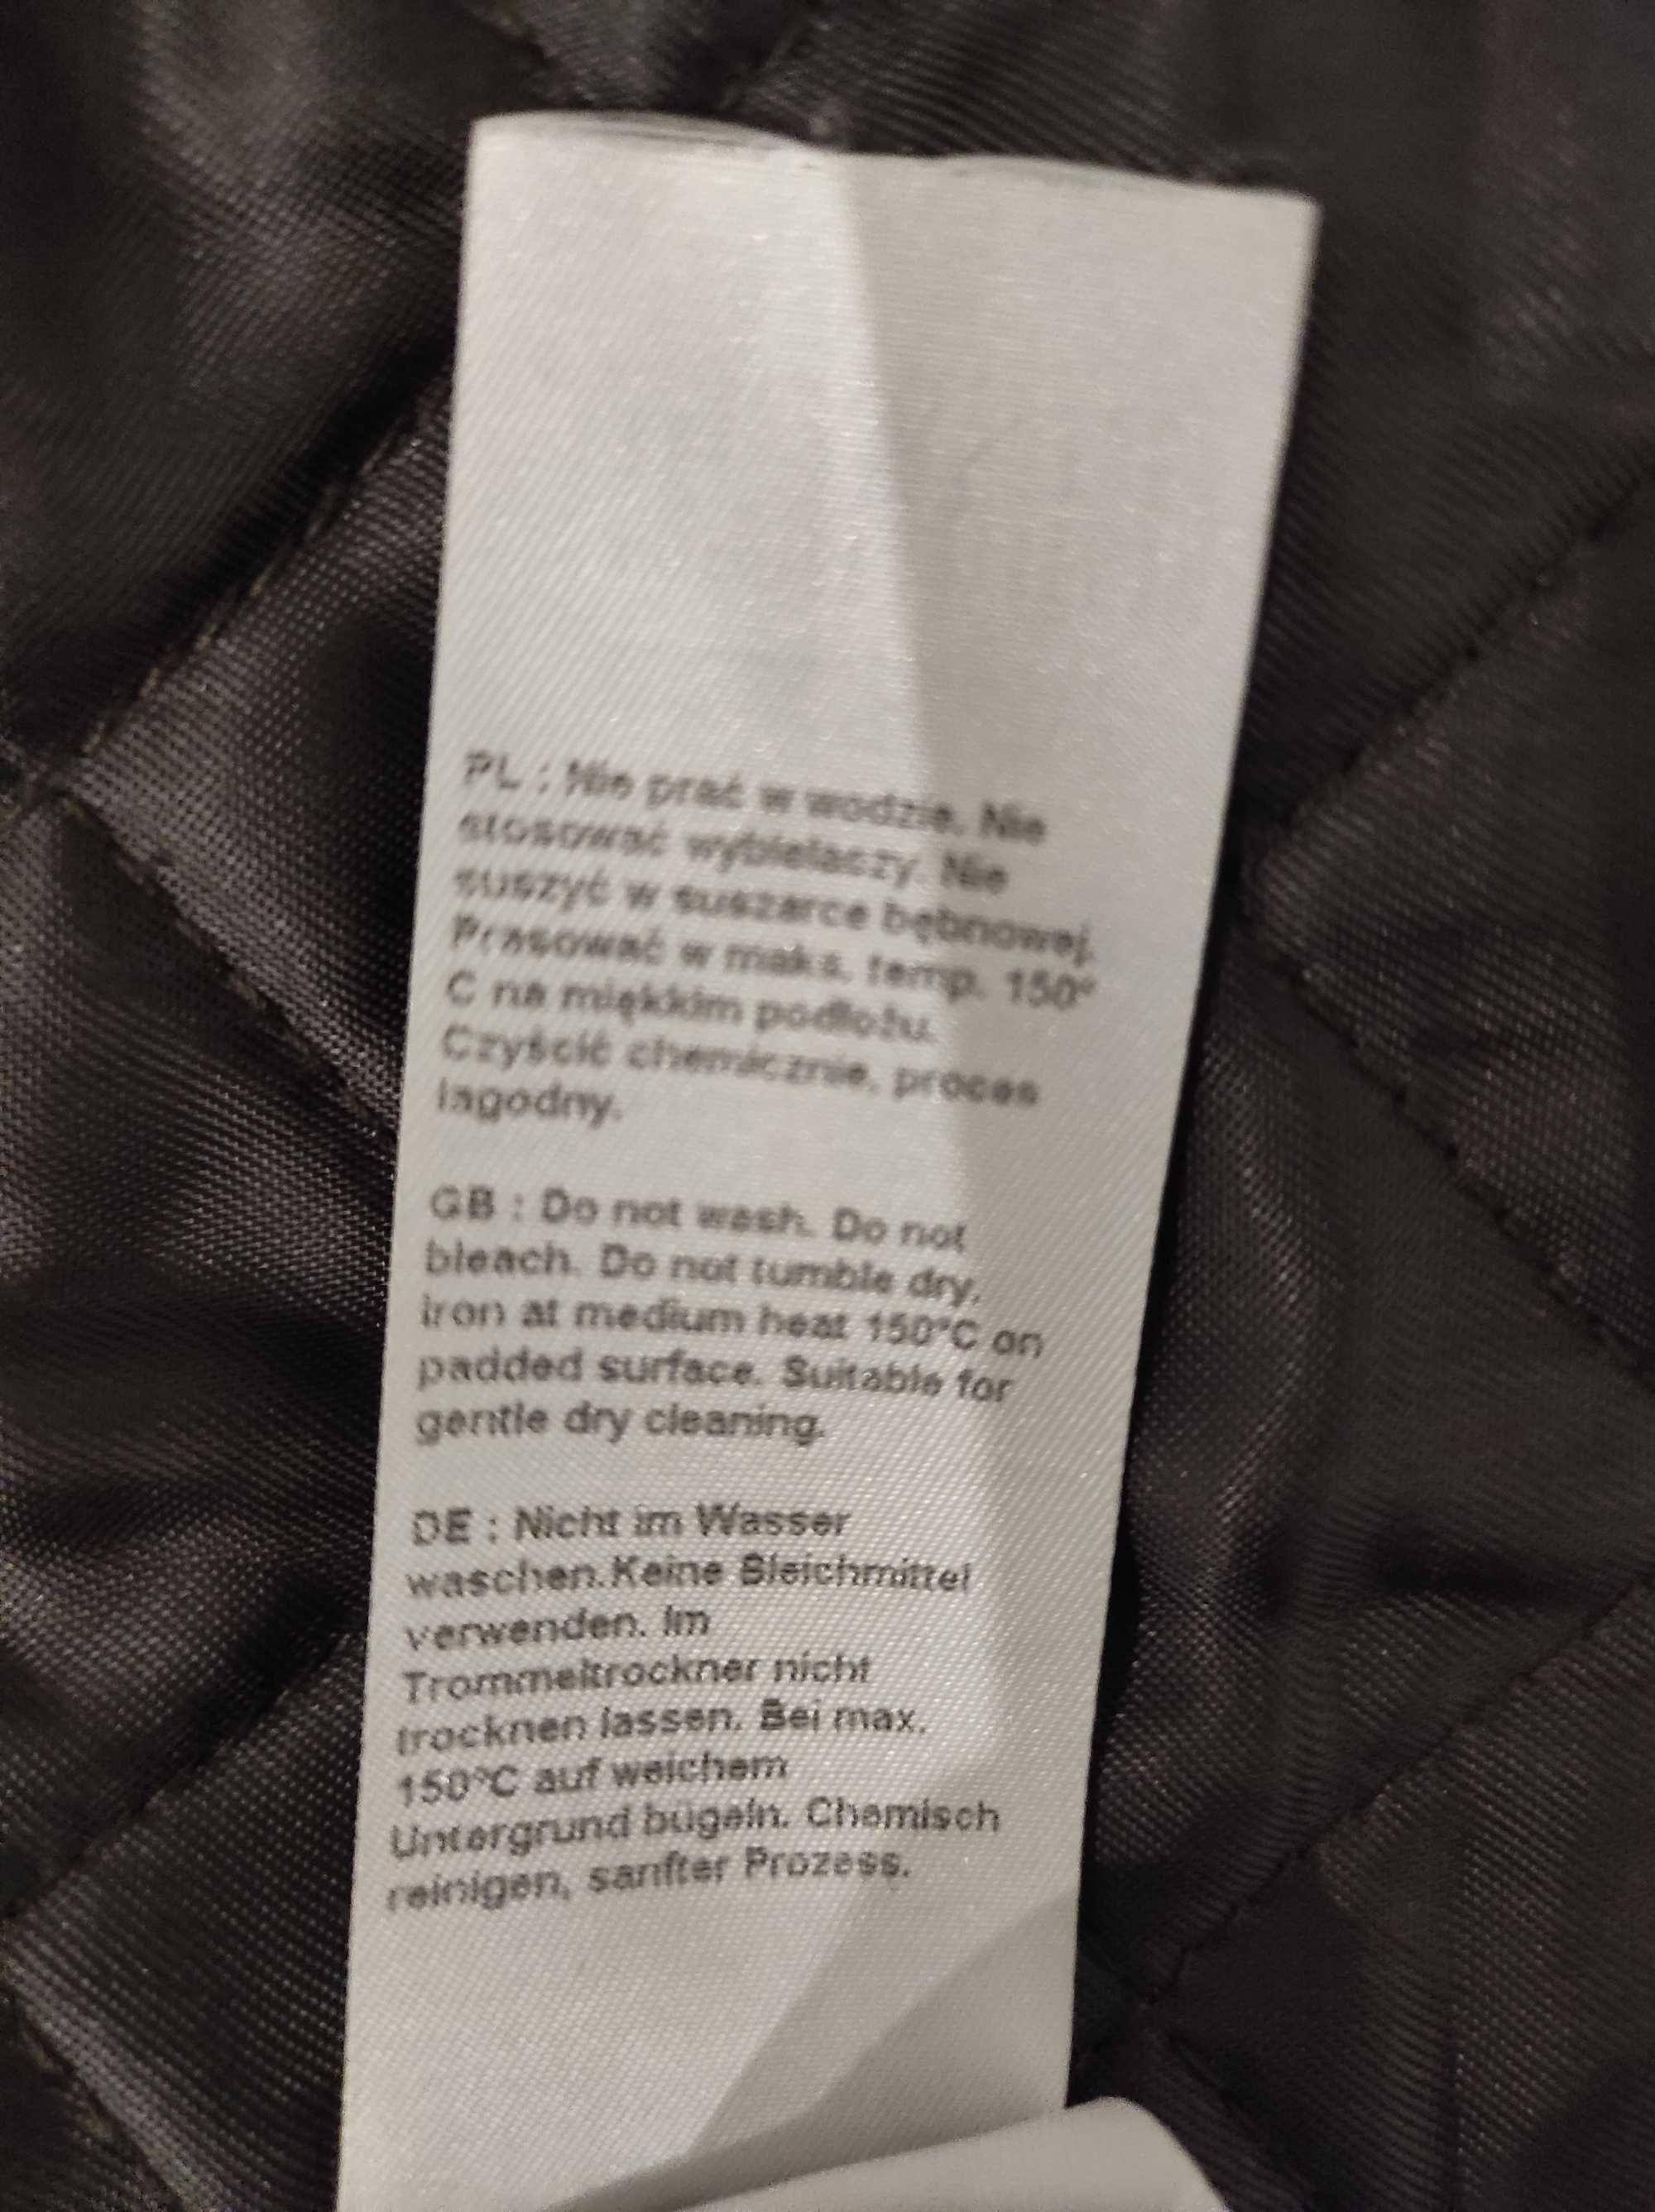 PL : Nie prać w wodzie. Nie
stosować wybielaczy. Nie
suszyć w suszarce bębnowej.
Prasować w maks. temp. 150°
C na miękkim podłożu.
Czyścić chemicznie, proces
łagodny.
GB : Do not wash. Do not
bleach. Do not tumble dry.
Iron at medium heat 150°C on
padded surface. Suitable for
gentle dry cleaning.
DE : Nicht im Wasser
waschen.Keine Bleichmittel
verwenden. Im
Trommeltrockner nicht
trocknen lassen. Bei max.
150°C auf weichem
Untergrund bügeln. Chemisch
reinigen, sanfter Prozess.